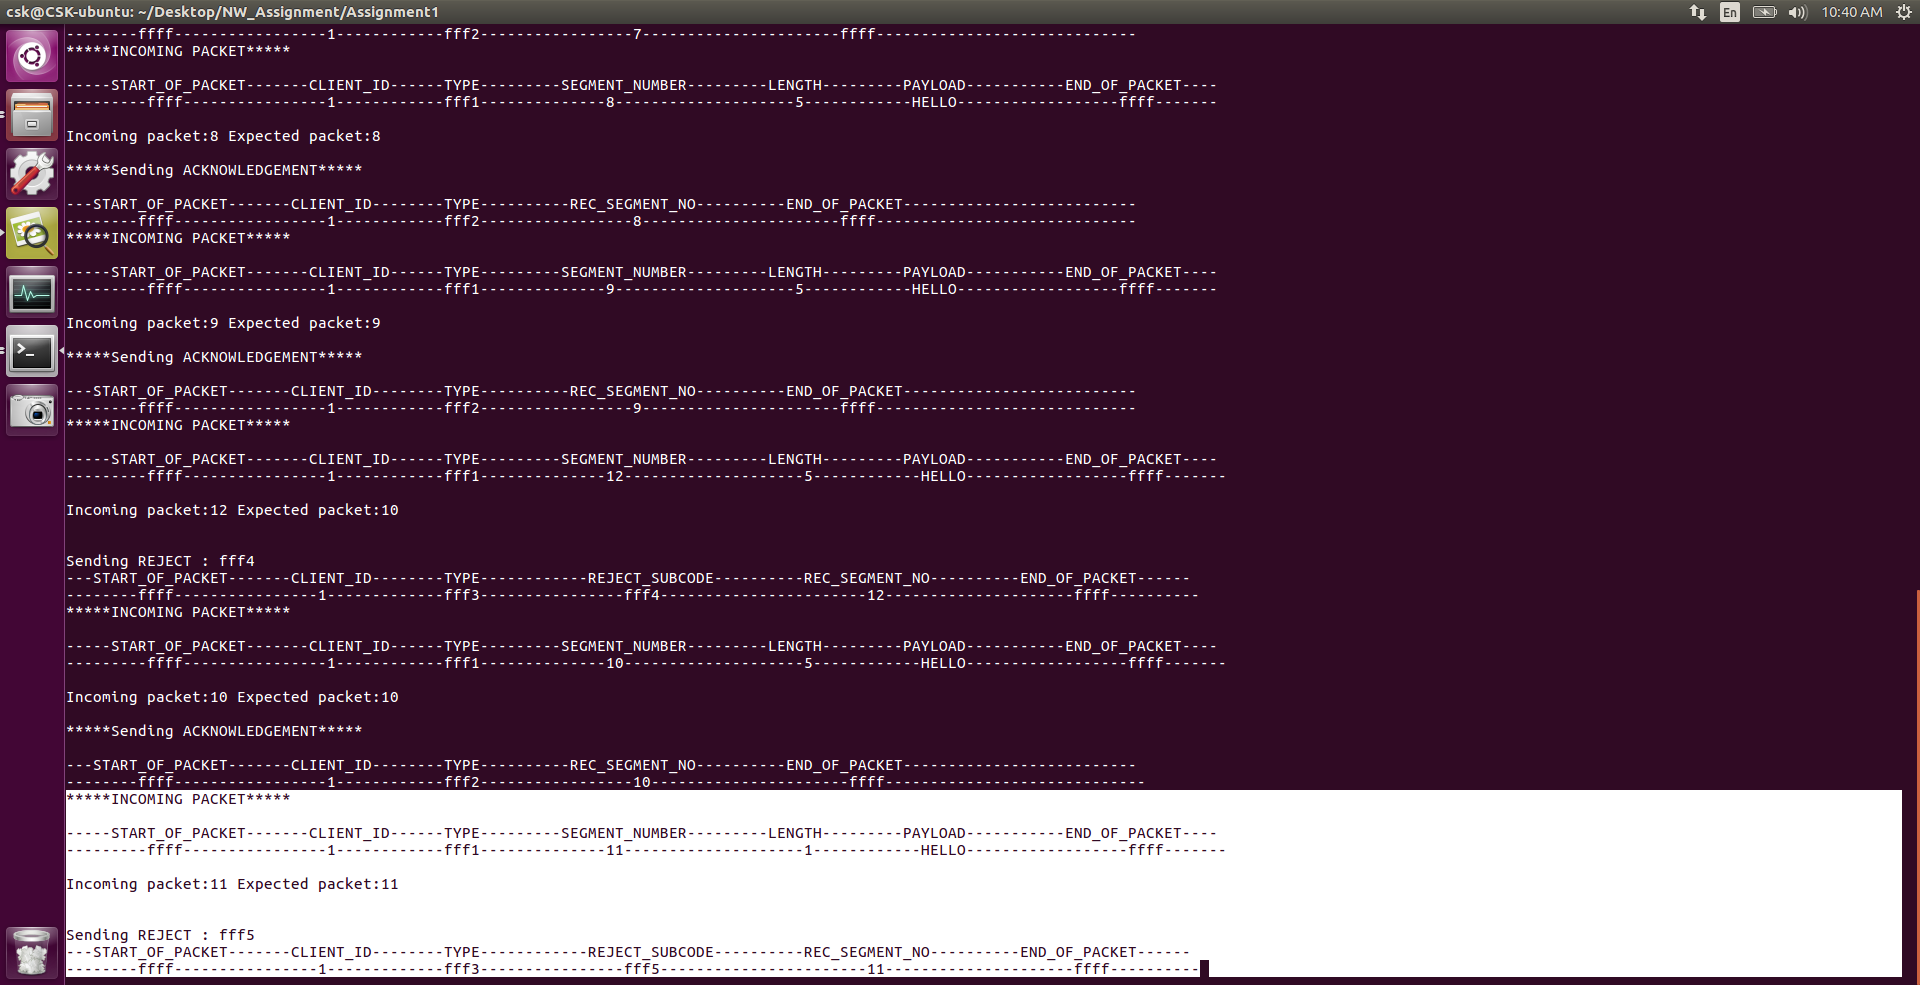 csk@CSK-ubuntu: ~/Desktop/NW_Assignment/Assignment1
En
10:40 AM
--------ffff-----------------1------------fff2-----------------7----------------------ffff-----------------------------
*****INCOMING PACKET*****
-----START_OF_PACKET-------CLIENT_ID------TYPE---------SEGMENT_NUMBER---------LENGTH---------PAYLOAD-----------END_OF_PACKET----
---------ffff----------------1------------fff1--------------8--------------------5------------HELLO------------------ffff-------
Incoming packet:8 Expected packet:8
*****Sending ACKNOWLEDGEMENT*****
---START_OF_PACKET-------CLIENT_ID--------TYPE----------REC_SEGMENT_NO----------END_OF_PACKET--------------------------
--------ffff-----------------1------------fff2-----------------8----------------------ffff-----------------------------
*****INCOMING PACKET*****
-----START_OF_PACKET-------CLIENT_ID------TYPE---------SEGMENT_NUMBER---------LENGTH---------PAYLOAD-----------END_OF_PACKET----
---------ffff----------------1------------fff1--------------9--------------------5------------HELLO------------------ffff-------
Incoming packet:9 Expected packet:9
*****Sending ACKNOWLEDGEMENT*****
---START_OF_PACKET-------CLIENT_ID--------TYPE----------REC_SEGMENT_NO----------END_OF_PACKET--------------------------
--------ffff-----------------1------------fff2-----------------9----------------------ffff-----------------------------
*****INCOMING PACKET*****
-----START_OF_PACKET-------CLIENT_ID------TYPE---------SEGMENT_NUMBER---------LENGTH---------PAYLOAD-----------END_OF_PACKET----
---------ffff----------------1------------fff1--------------12--------------------5------------HELLO------------------ffff-------
Incoming packet:12 Expected packet:10
Sending REJECT : fff4
---START_OF_PACKET-------CLIENT_ID--------TYPE------------REJECT_SUBCODE----------REC_SEGMENT_NO----------END_OF_PACKET------
--------ffff----------------1-------------fff3----------------fff4-----------------------12---------------------ffff----------
*****INCOMING PACKET*****
-----START_OF_PACKET-------CLIENT_ID------TYPE---------SEGMENT_NUMBER---------LENGTH---------PAYLOAD-----------END_OF_PACKET----
---------ffff----------------1------------fff1--------------10--------------------5------------HELLO------------------ffff-------
Incoming packet:10 Expected packet:10
*****Sending ACKNOWLEDGEMENT*****
---START_OF_PACKET-------CLIENT_ID--------TYPE----------REC_SEGMENT_NO----------END_OF_PACKET--------------------------
--------ffff-----------------1------------fff2-----------------10----------------------ffff-----------------------------
*****INCOMING PACKET*****
-----START_OF_PACKET-------CLIENT_ID------TYPE---------SEGMENT_NUMBER---------LENGTH---------PAYLOAD-----------END_OF_PACKET----
---------ffff----------------1------------fff1--------------11--------------------1------------HELLO------------------ffff-------
Incoming packet:11 Expected packet:11
Sending REJECT : fff5
---START_OF_PACKET-------CLIENT_ID--------TYPE------------REJECT_SUBCODE----------REC_SEGMENT_NO----------END_OF_PACKET------
--------ffff----------------1-------------fff3----------------fff5-----------------------11---------------------ffff----------